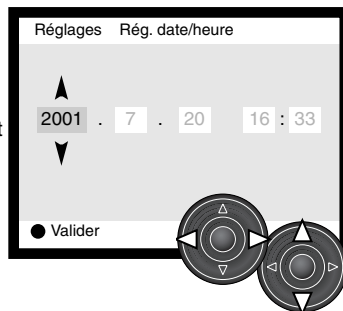 Réglages Rég. date/heure
2001 . 7 . 20 16 : 33
t
● Valider